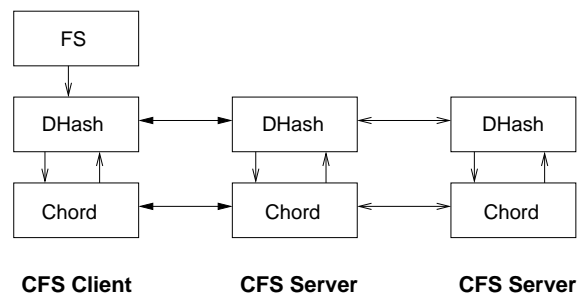 FS
DHash DHash DHash
Chord Chord Chord
CFS Client CFS Server CFS Server